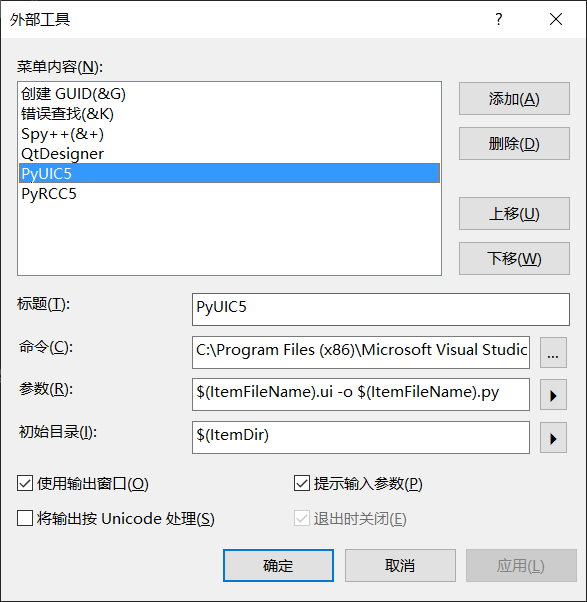 外部工具
菜单内容(N):
创建 GUID(&G)
错误查找(&K)
Spy++(&+)
QtDesigner
PyUIC5
PyRCC5
添加(A)
删除(D)
上移(U)
下移(W)
标题(T):
PyUIC5
命令(C):
C:\Program Files (x86)\Microsoft Visual Studio
...
参数(R):
$(ItemFileName).ui -o $(ItemFileName).py
初始目录(I):
$(ItemDir)
使用输出窗口(O)
提示输入参数(P)
将输出按 Unicode 处理(S)
退出时关闭(E)
确定
取消
应用(L)